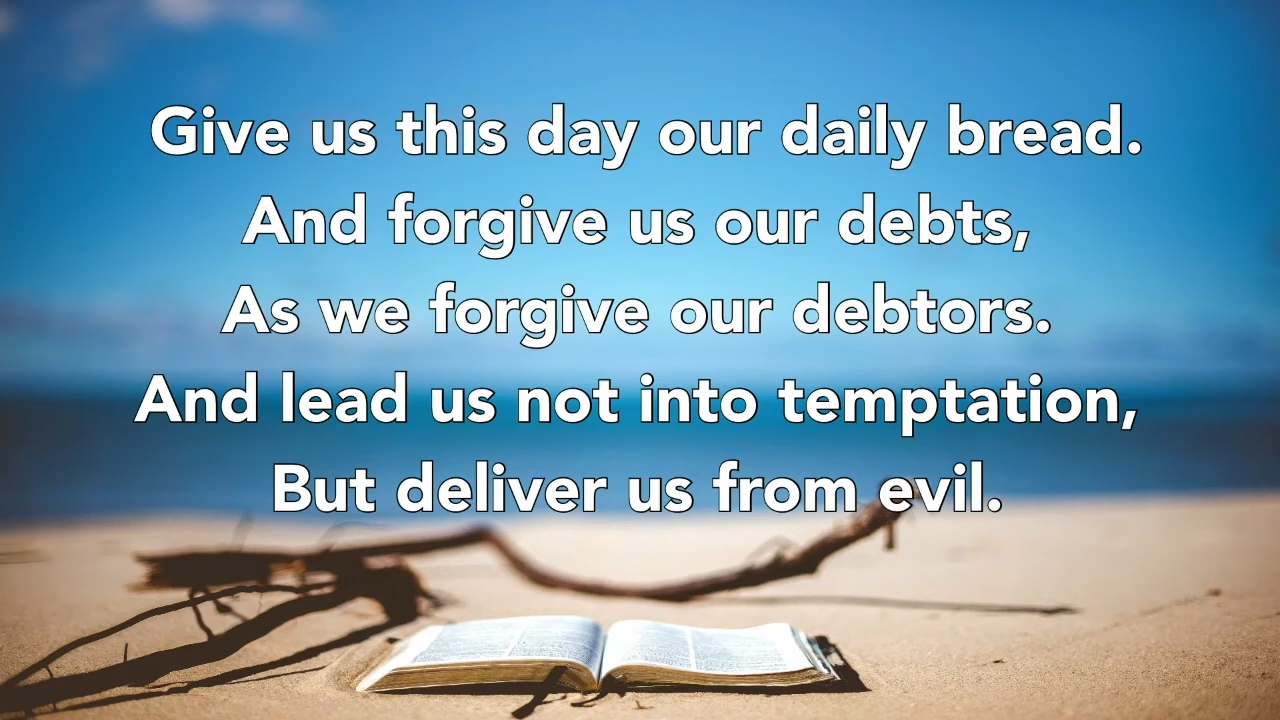 Give us this day our daily bread.
And forgive us our debts,
As we forgive our debtors.
And lead us not into temptation,
But deliver us from evil.